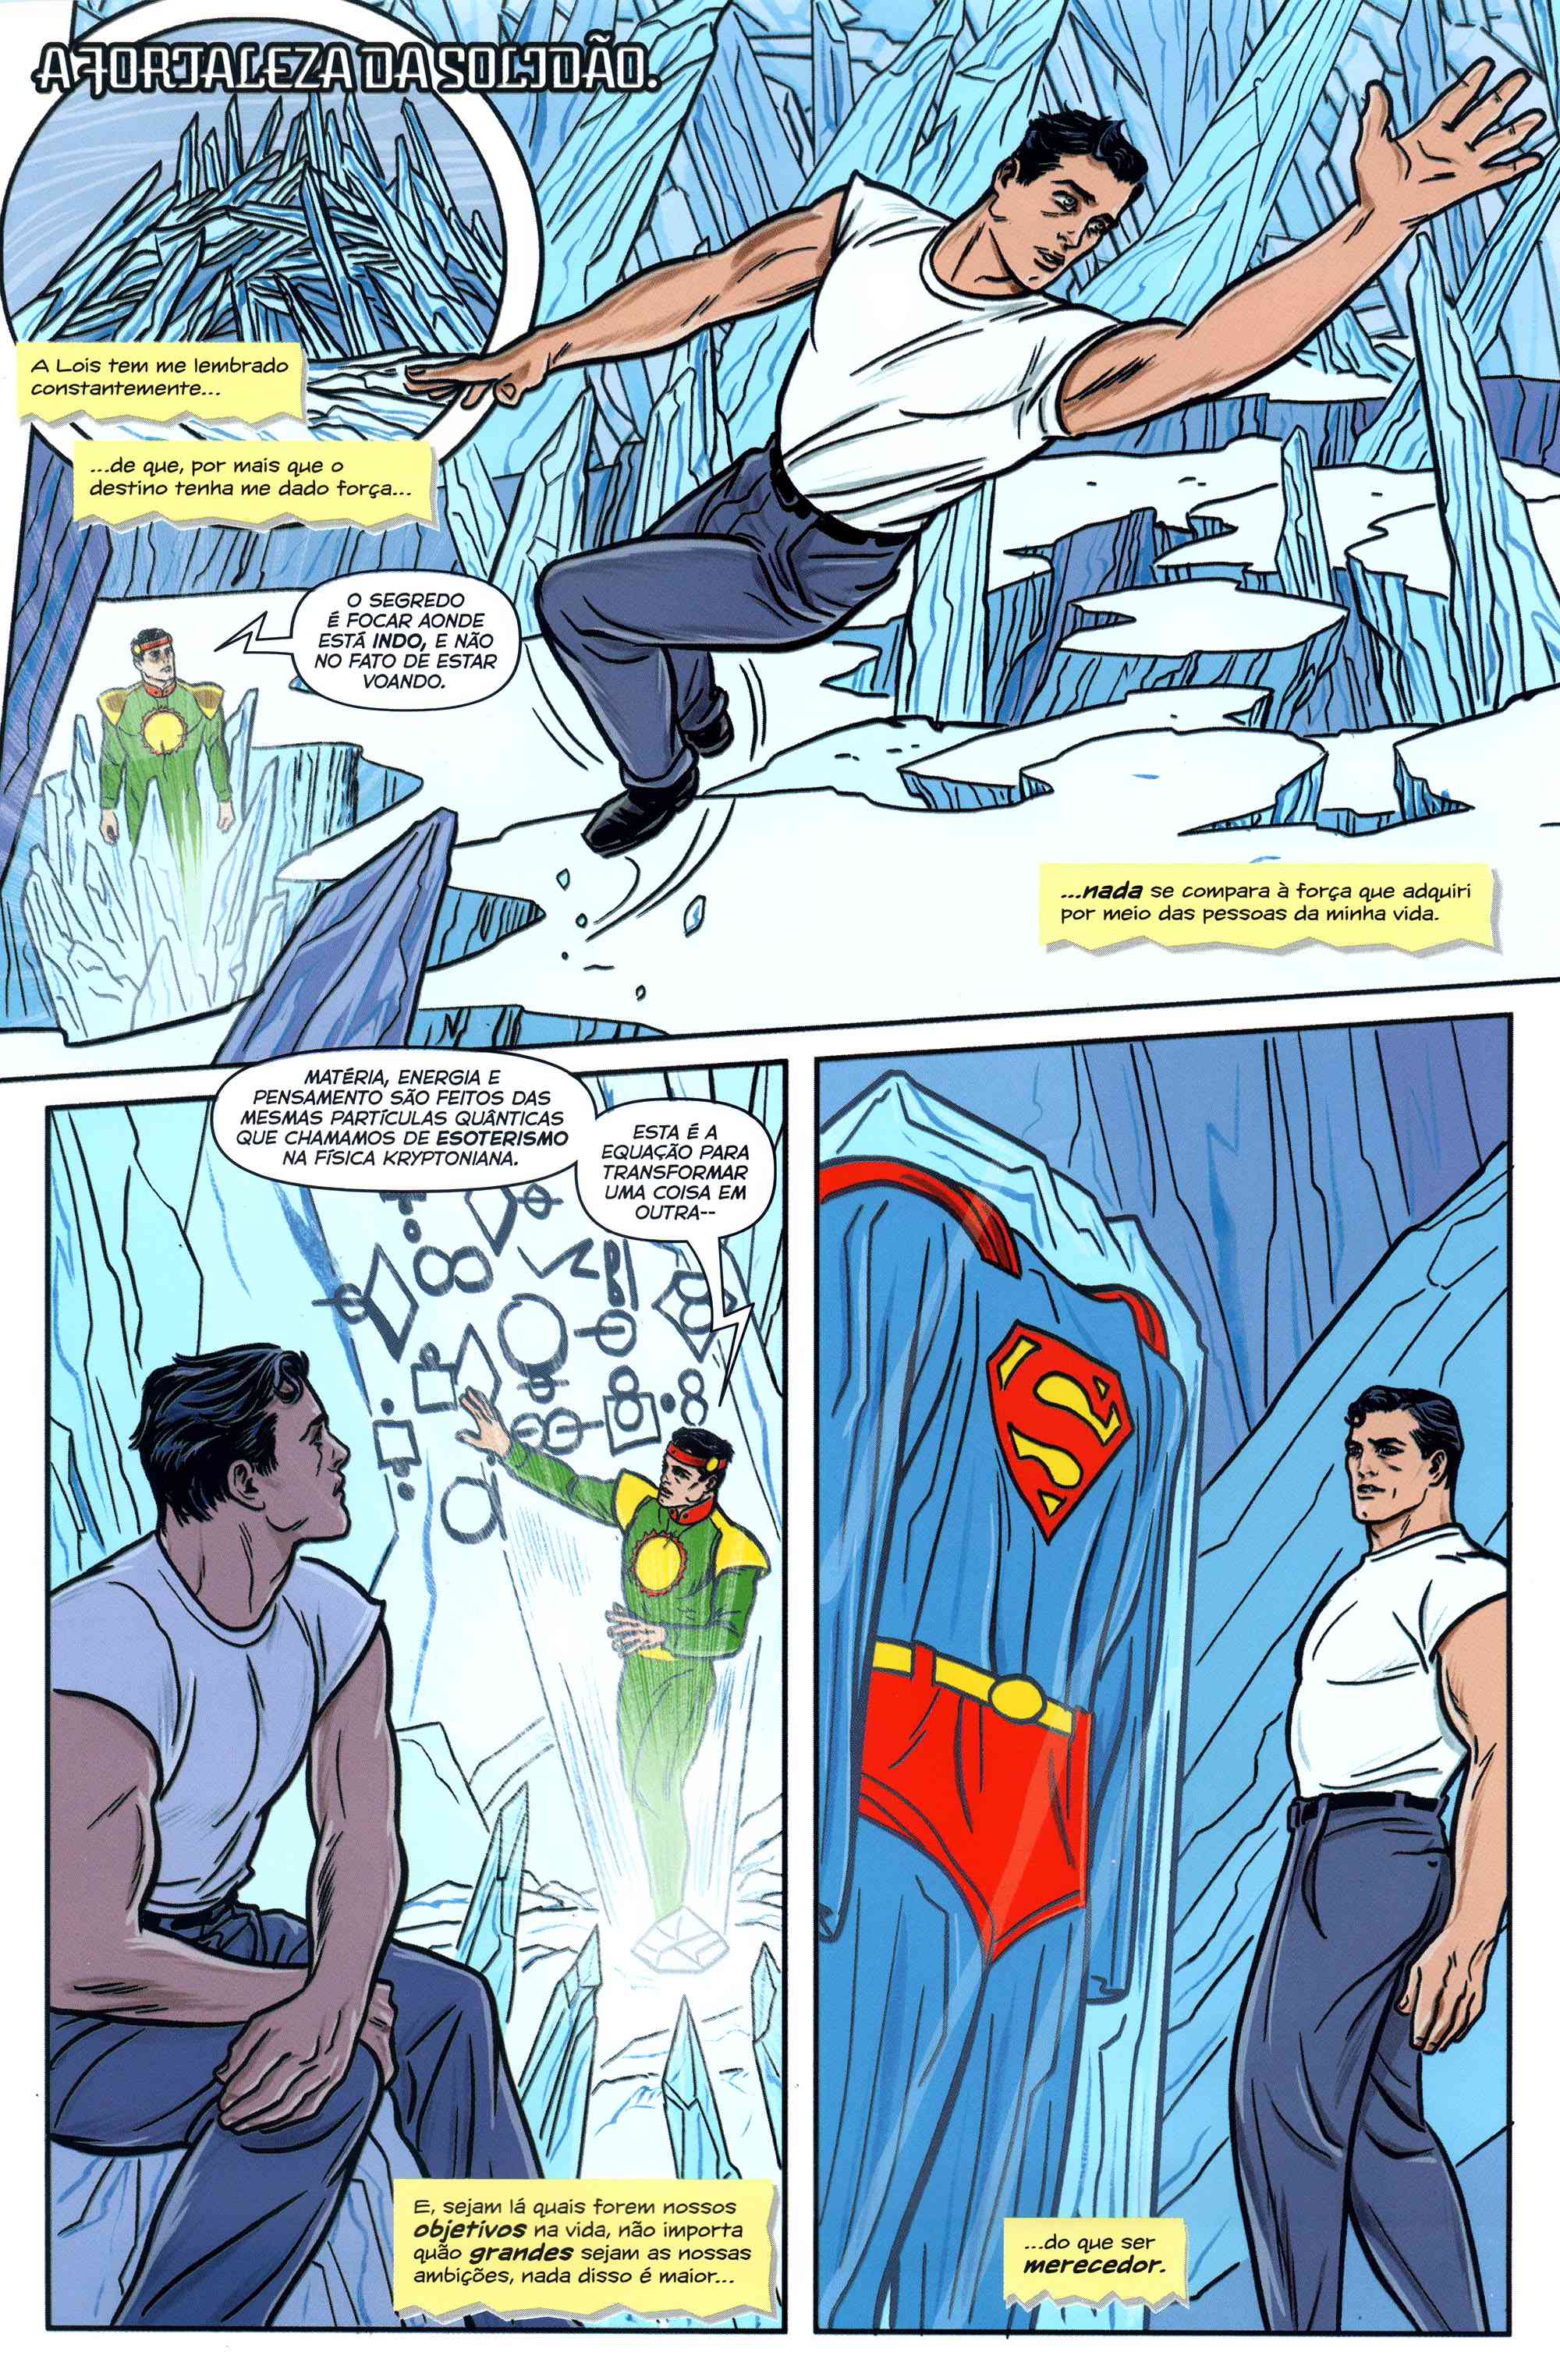 A FORTALEZA DA SOLIDÃO.
A Lois tem me lembrado
constantemente...
...de que, por mais que o
destino tenha me dado força...
O SEGREDO
É FOCAR AONDE
ESTÁ INDO, E NÃO
NO FATO DE ESTAR
VOANDO.
...nada se compara à força que adquiri
por meio das pessoas da minha vida.
MATÉRIA, ENERGIA E
PENSAMENTO SÃO FEITOS DAS
MESMAS PARTÍCULAS QUÂNTICAS
QUE CHAMAMOS DE ESOTERISMO
NA FÍSICA KRYPTONIANA.
ESTA É A
EQUAÇÃO PARA
TRANSFORMAR
UMA COISA EM
OUTRA--
E, sejam lá quais forem nossos
objetivos na vida, não importa
quão grandes sejam as nossas
ambições, nada disso é maior...
S
...do que ser
merecedor.